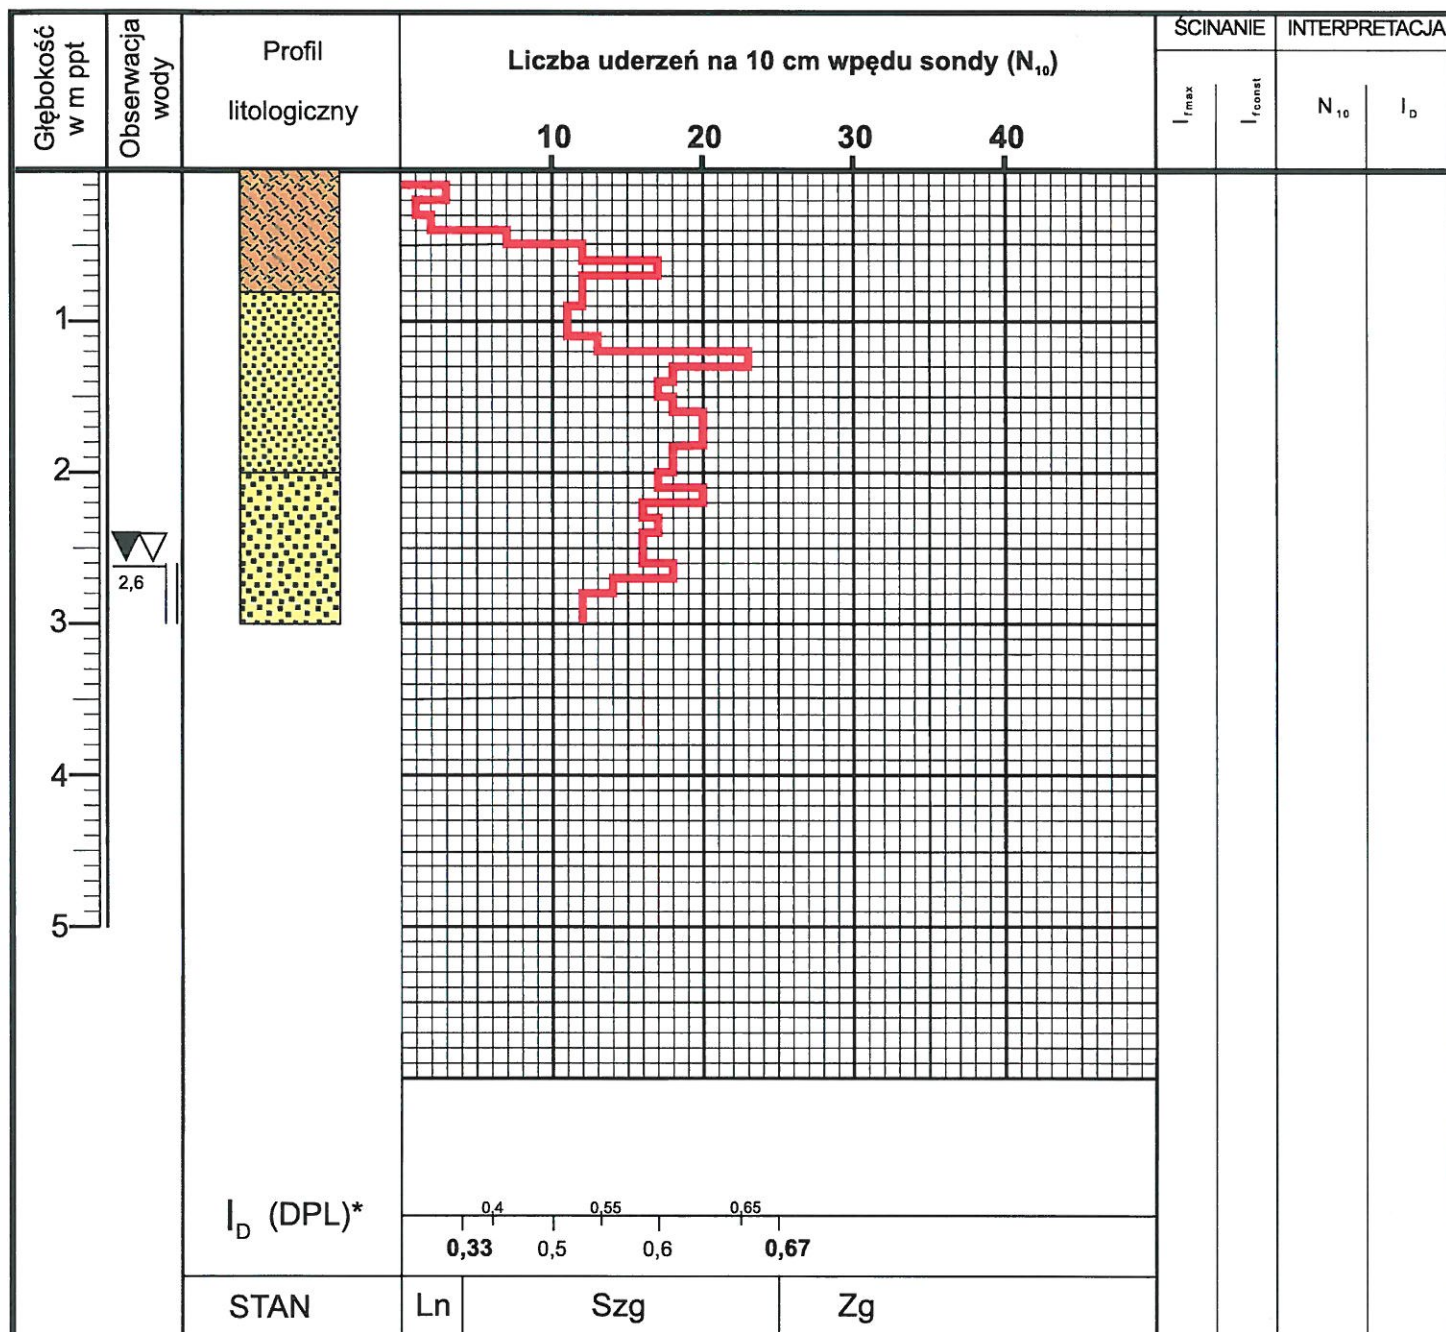 Głębokość
w m ppt
Obserwacja
wody
Profil
litologiczny
Liczba uderzeń na 10 cm wpędu sondy (N₁₀)
10 20 30 40
ŚCINANIE
INTERPRETACJA
I fmax
I fconst
N₁₀
I D
1
2
2,6
3
4
5
I D (DPL)*
0,4 0,55 0,65
0,33 0,5 0,6 0,67
STAN Ln Szg Zg